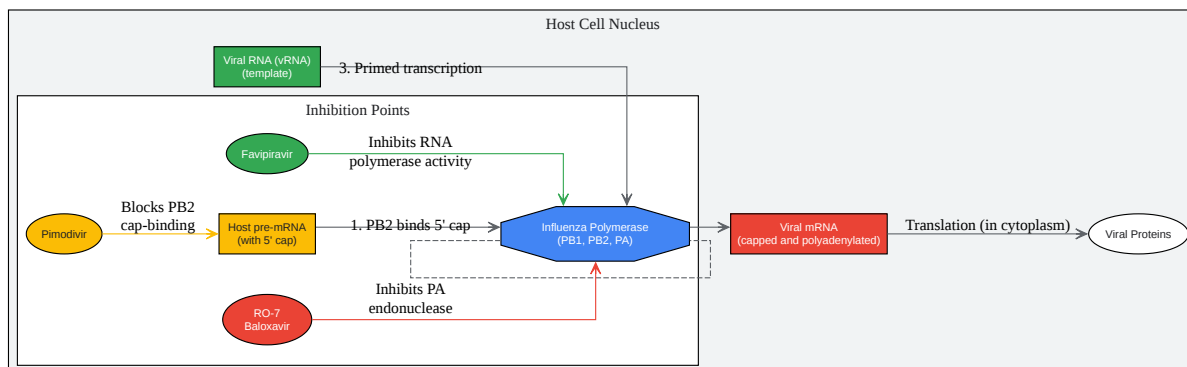 Host Cell Nucleus
Viral RNA (vRNA)
(template)
3. Primed transcription
Inhibition Points
Favipiravir
Inhibits RNA
polymerase activity
Pimodivir
Blocks PB2
cap-binding
Host pre-mRNA
(with 5' cap)
1. PB2 binds 5' cap
Influenza Polymerase
(PB1, PB2, PA)
Viral mRNA
(capped and polyadenylated)
Translation (in cytoplasm)
Viral Proteins
RO-7
Baloxavir
Inhibits PA
endonuclease